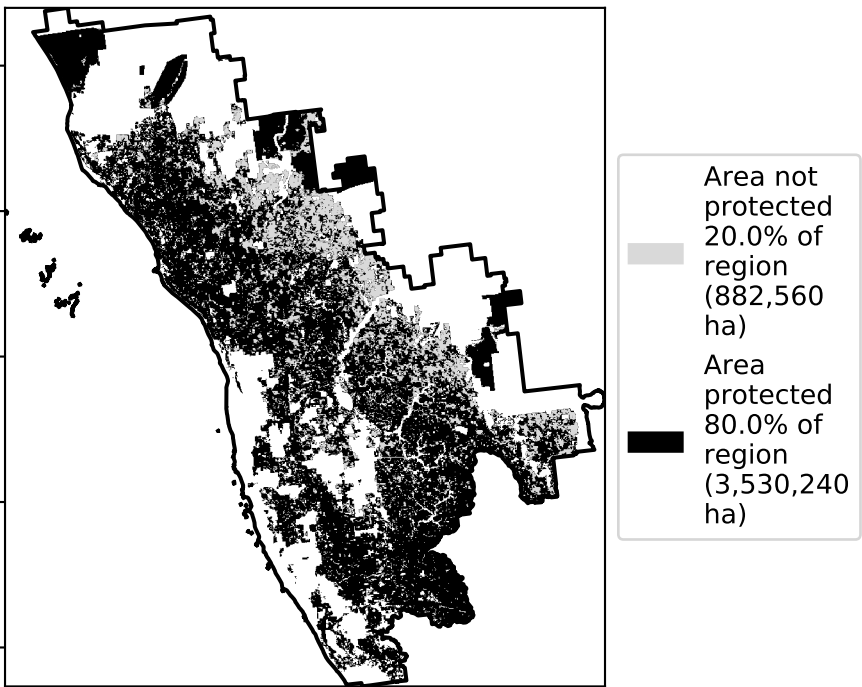 Area not
protected
20.0% of
region
(882,560
ha)
Area
protected
80.0% of
region
(3,530,240
ha)